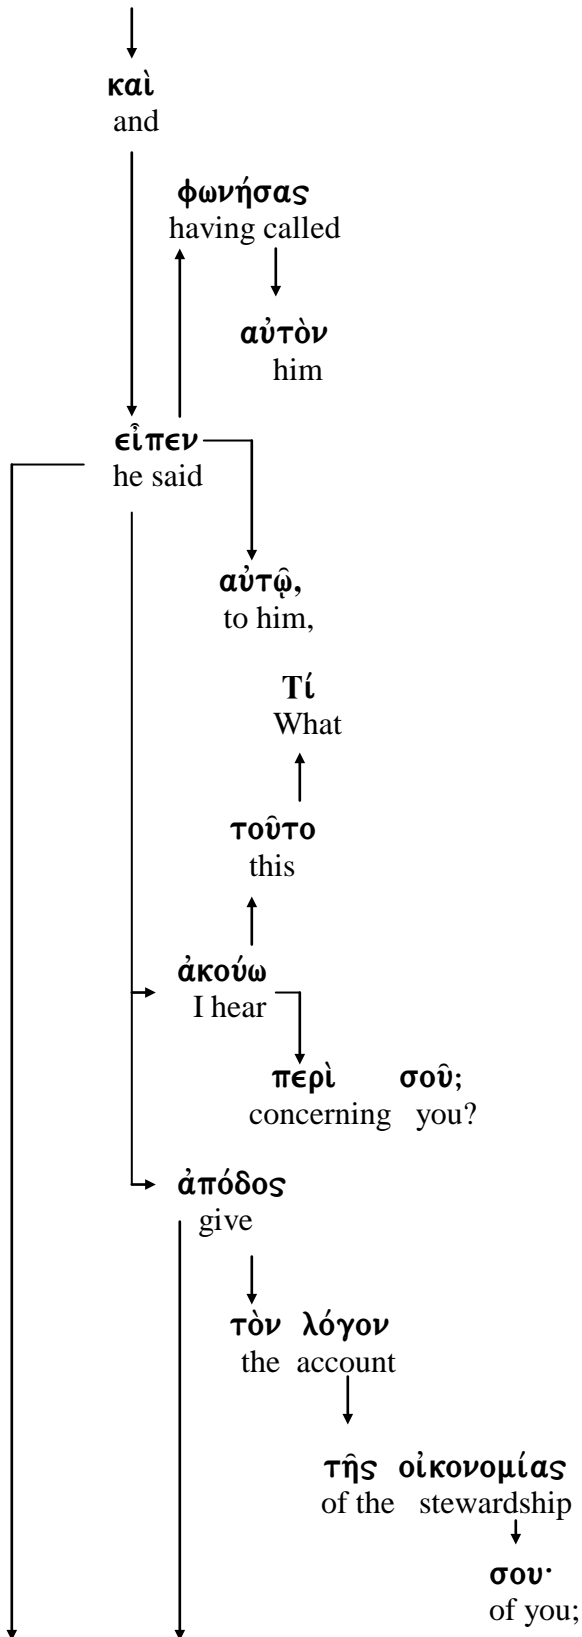 καὶ
and
φωνήσας
having called
αὐτὸν
him
εἶπεν
he said
αὐτῷ,
to him,
Τί
What
τοῦτο
this
ἀκούω
I hear
περὶ σοῦ;
concerning you?
ἀπόδος
give
τὸν λόγον
the account
τῆς οἰκονομίας
of the stewardship
σου·
of you;